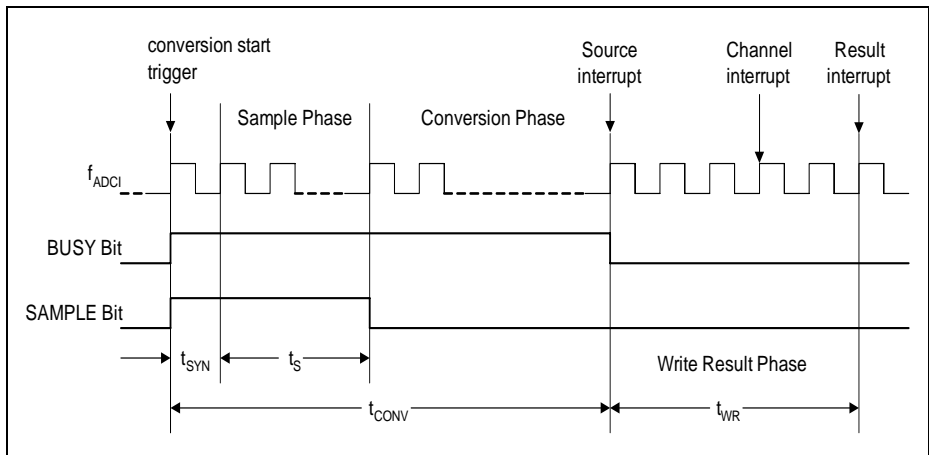 conversion start
trigger
Source
interrupt
Channel
interrupt
Result
interrupt
Sample Phase
Conversion Phase
fADCI
BUSY Bit
SAMPLE Bit
tSYN
tS
Write Result Phase
tCONV
tWR